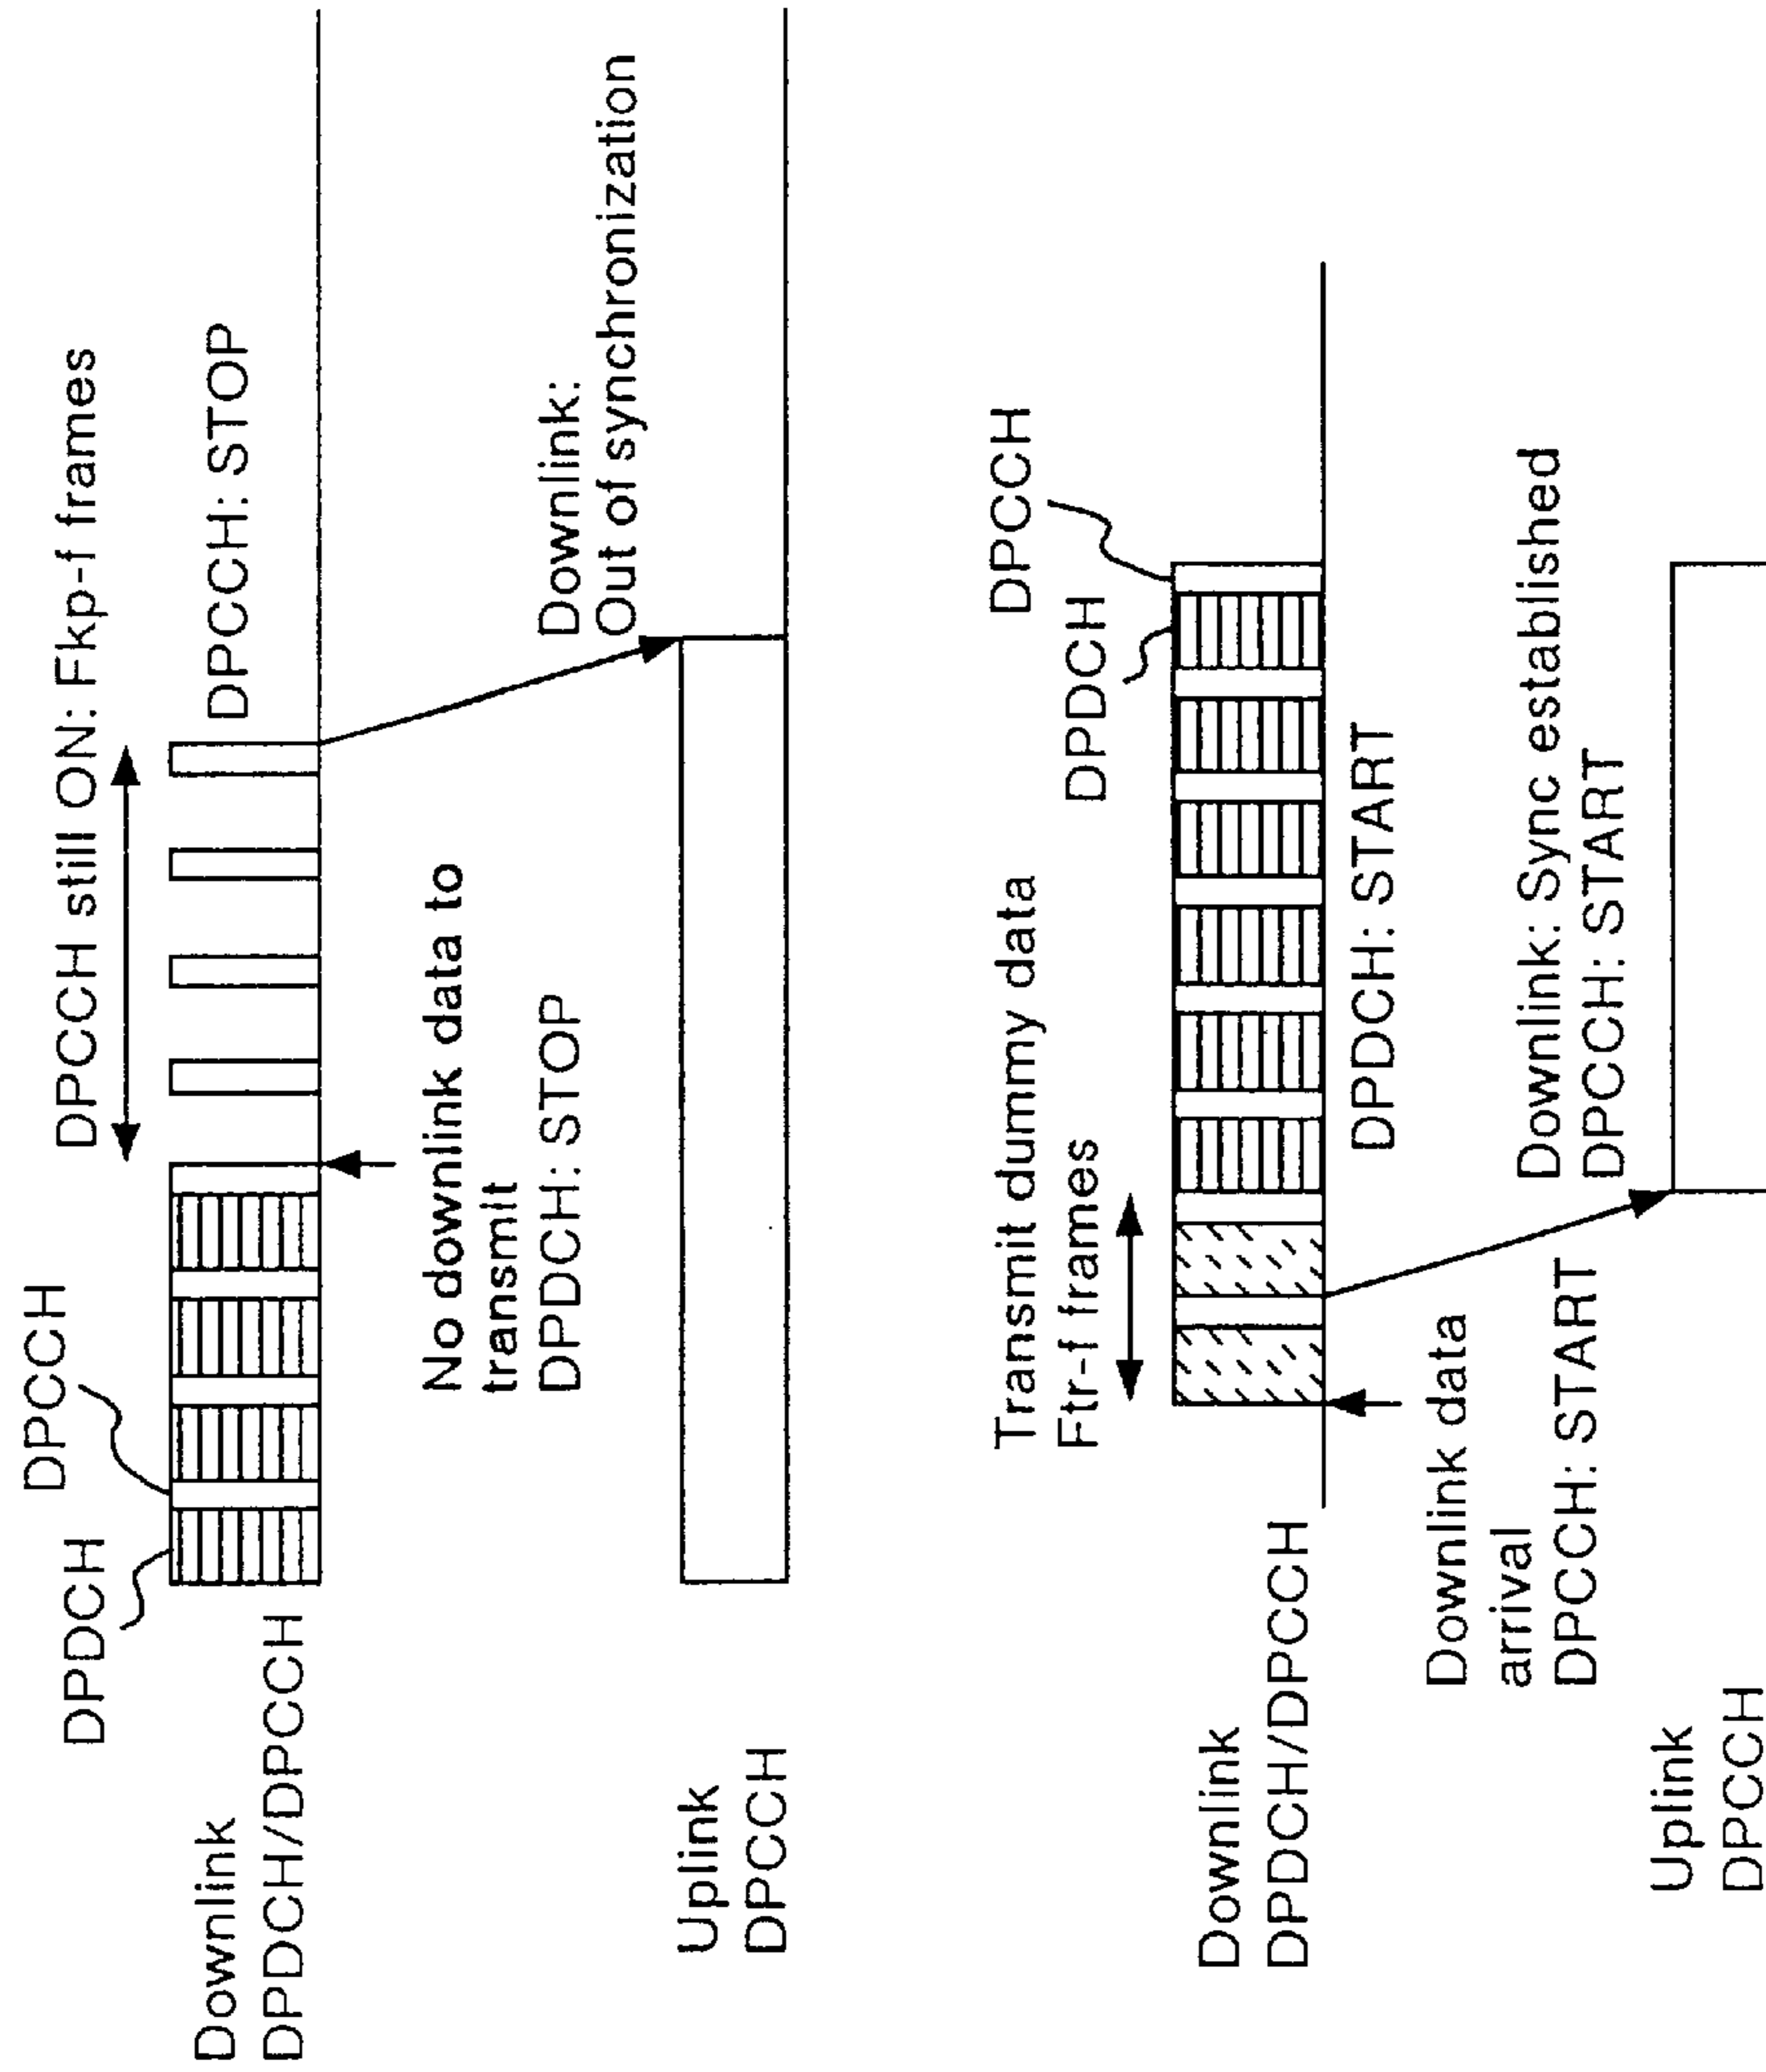 DPDCH
DPCCH
DPCCH still ON: Fkp-f frames
Downlink
DPDCH/DPCCH
DPCCH: STOP
No downlink data to
transmit
DPDCH: STOP
Downlink:
Out of synchronization
Uplink
DPCCH
Transmit dummy data
Ftr-f frames
DPDCH
DPCCH
Downlink
DPDCH/DPCCH
DPDCH: START
Downlink data
arrival
DPCCH: START
Downlink: Sync established
DPCCH: START
Uplink
DPCCH